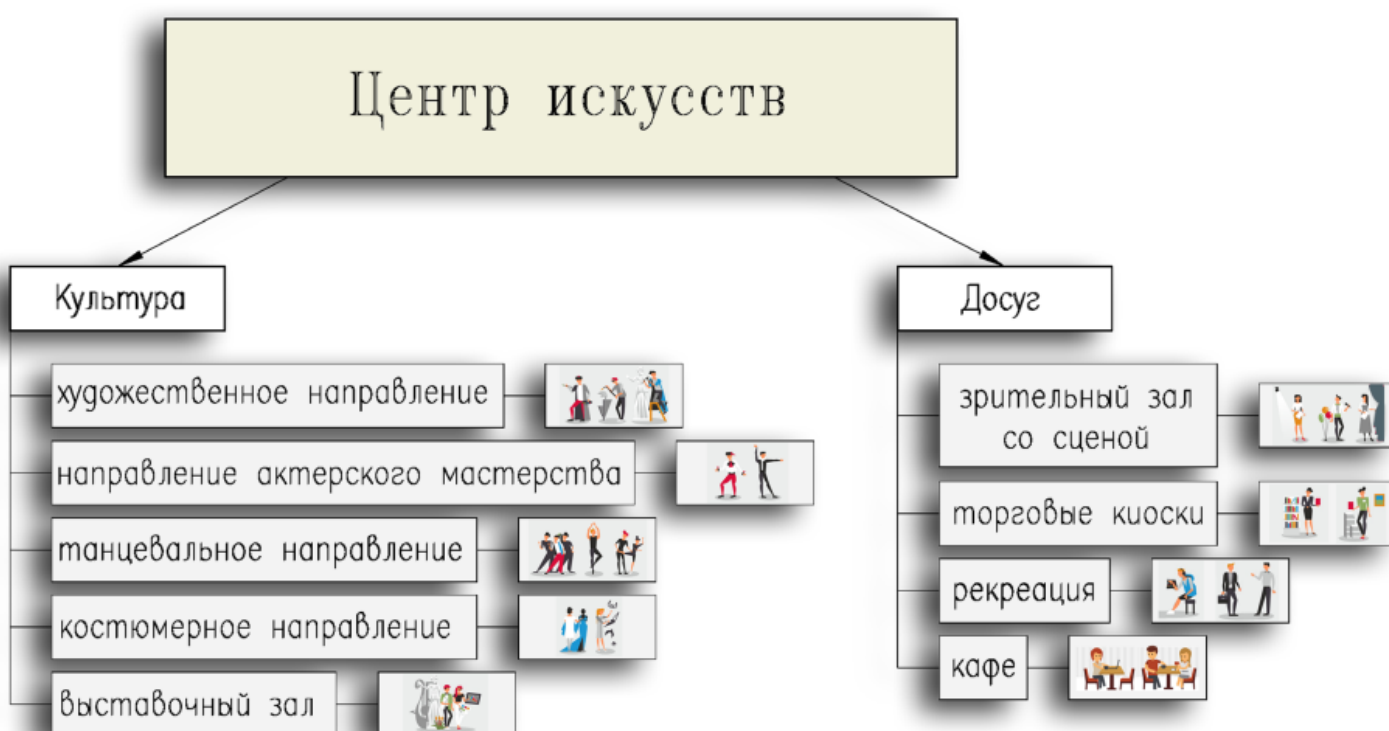 Центр искусств
Культура
художественное направление
направление актерского мастерства
танцевальное направление
костюмерное направление
выставочный зал
Досуг
зрительный зал
со сценой
торговые киоски
рекреация
кафе